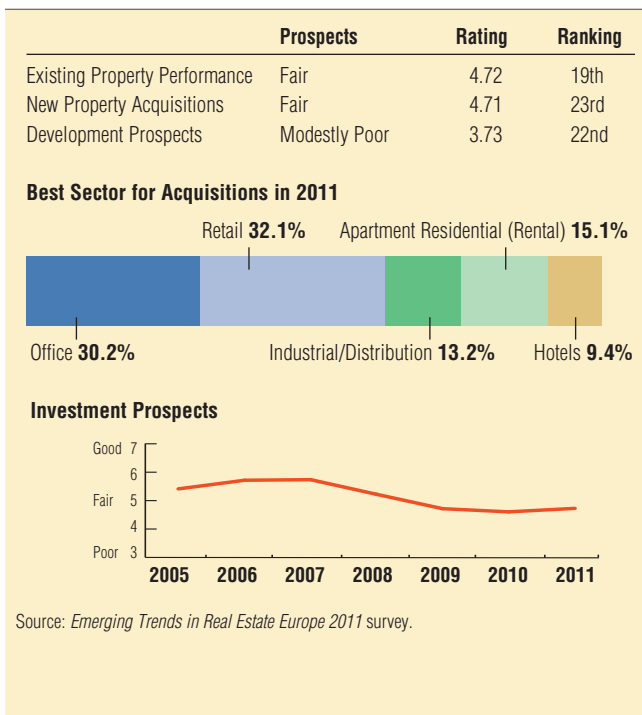 Prospects Rating Ranking
Existing Property Performance Fair 4.72 19th
New Property Acquisitions Fair 4.71 23rd
Development Prospects Modestly Poor 3.73 22nd
Best Sector for Acquisitions in 2011
Retail 32.1% Apartment Residential (Rental) 15.1%
Office 30.2% Industrial/Distribution 13.2% Hotels 9.4%
Investment Prospects
Good 7
6
Fair 5
4
Poor 3
2005 2006 2007 2008 2009 2010 2011
Source: Emerging Trends in Real Estate Europe 2011 survey.